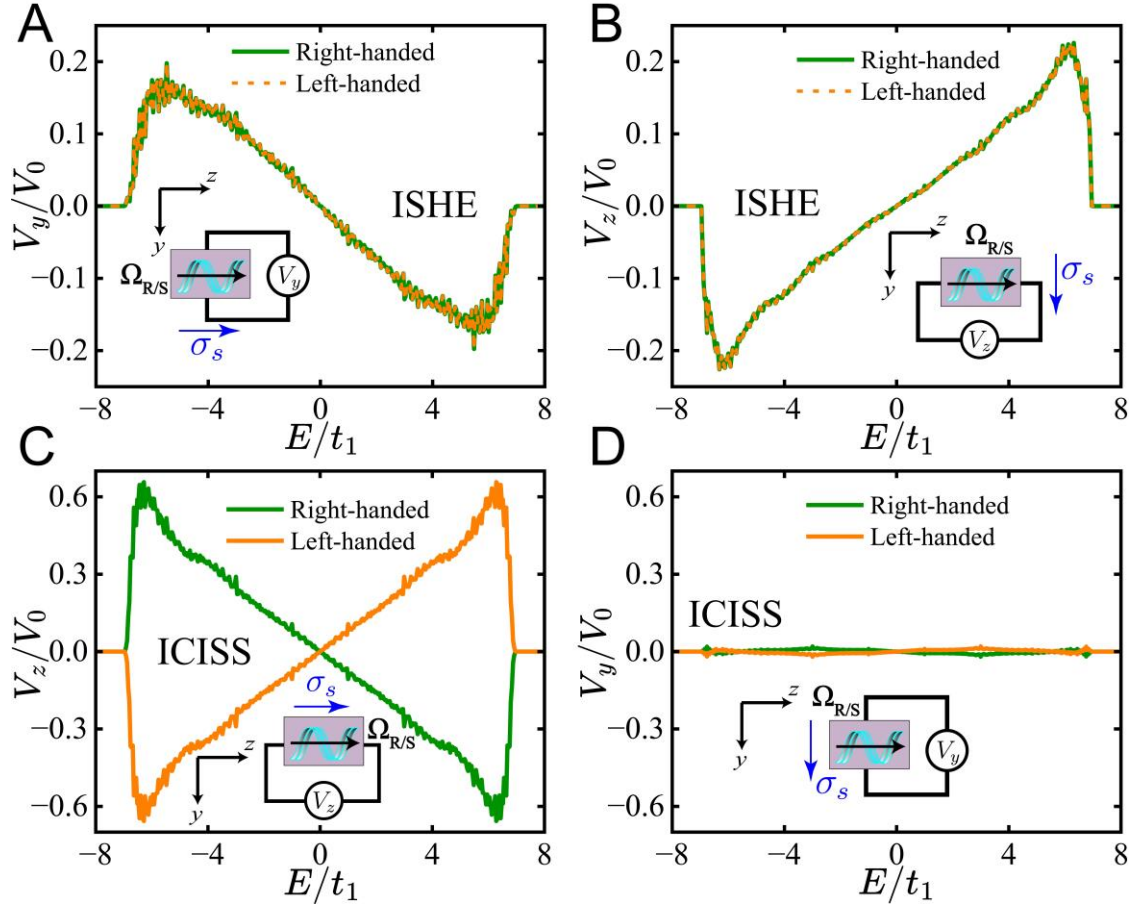 A
V_y/V_0
0.2
0.1
0.0
−0.1
−0.2
Right-handed
Left-handed
ISHE
z
y
Ω_R/S
V_y
σ_s
−8
−4
0
4
8
E/t_1
B
V_z/V_0
0.2
0.1
0.0
−0.1
−0.2
Right-handed
Left-handed
ISHE
z
y
Ω_R/S
σ_s
V_z
−8
−4
0
4
8
E/t_1
C
V_z/V_0
0.6
0.3
0.0
−0.3
−0.6
Right-handed
Left-handed
ICISS
σ_s
z
y
Ω_R/S
V_z
−8
−4
0
4
8
E/t_1
D
V_y/V_0
0.6
0.3
0.0
−0.3
−0.6
Right-handed
Left-handed
ICISS
z
y
Ω_R/S
σ_s
V_y
−8
−4
0
4
8
E/t_1